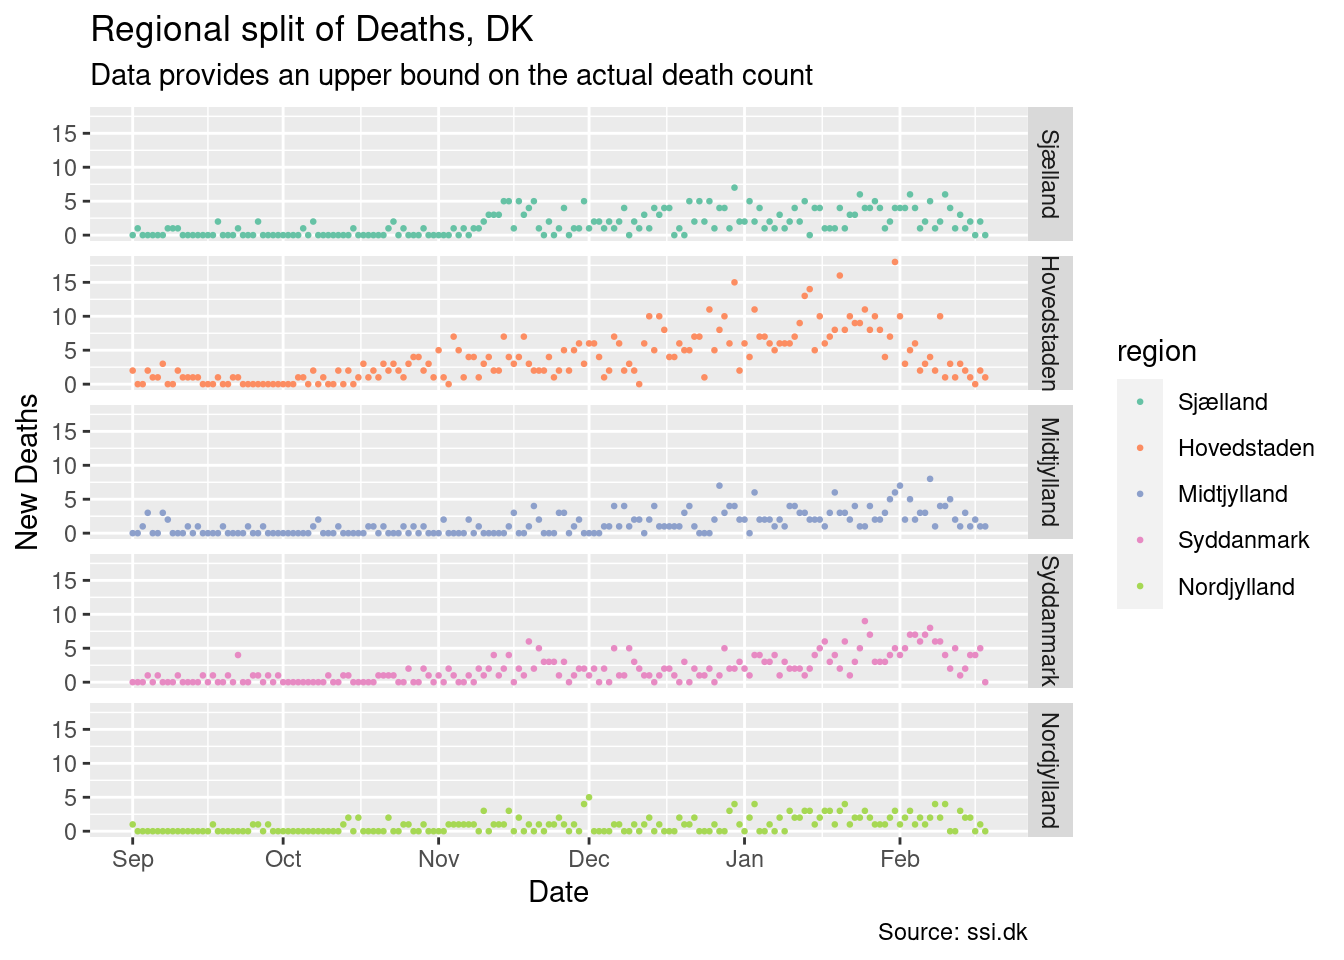 Regional split of Deaths, DK
Data provides an upper bound on the actual death count
New Deaths
15
10
5
0
Sjælland
15
10
5
0
Hovedstaden
15
10
5
0
Midtjylland
15
10
5
0
Syddanmark
15
10
5
0
Nordjylland
Sep Oct Nov Dec Jan Feb
Date
region
Sjælland
Hovedstaden
Midtjylland
Syddanmark
Nordjylland
Source: ssi.dk